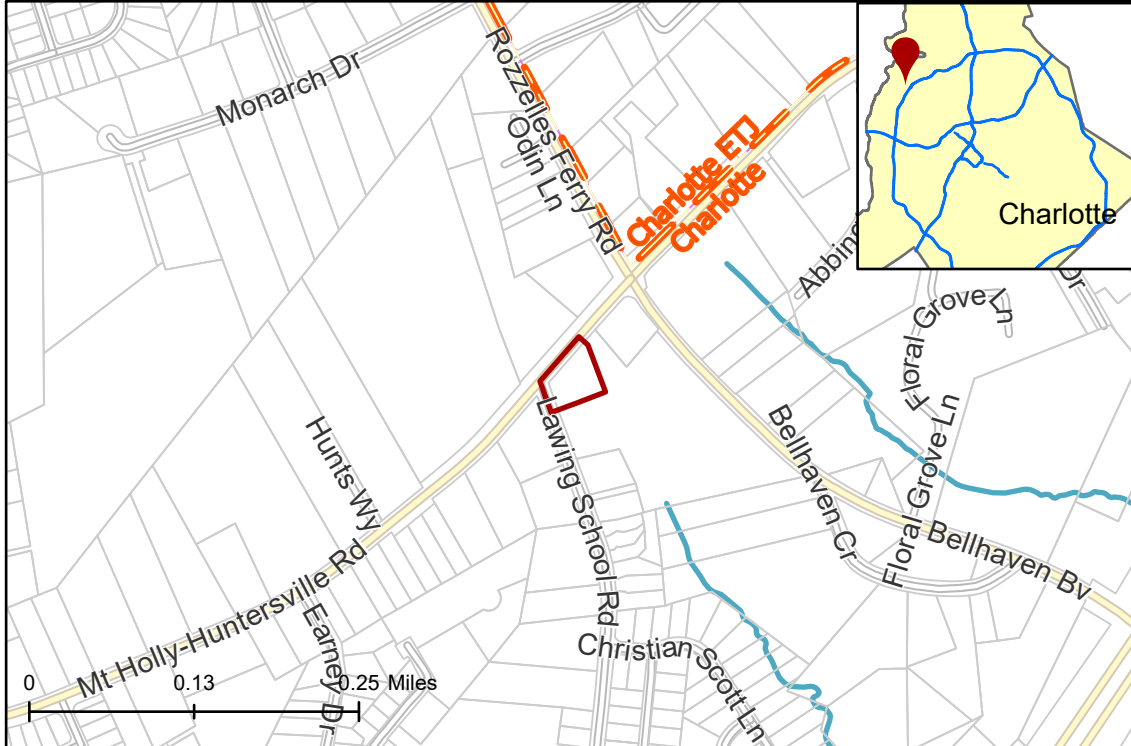 Monarch Dr
Rozzelles Ferry Rd
Odin Ln
Charlotte ETJ
Charlotte
Charlotte
Dr
Floral Grove Ln
Lawing School Rd
Hunts Wy
Bellhaven Cr
Floral Grove Ln
Bellhaven Bv
Mt Holly-Huntersville Rd
Earney Dr
Christian Scott Ln
0
0.13
0.25 Miles